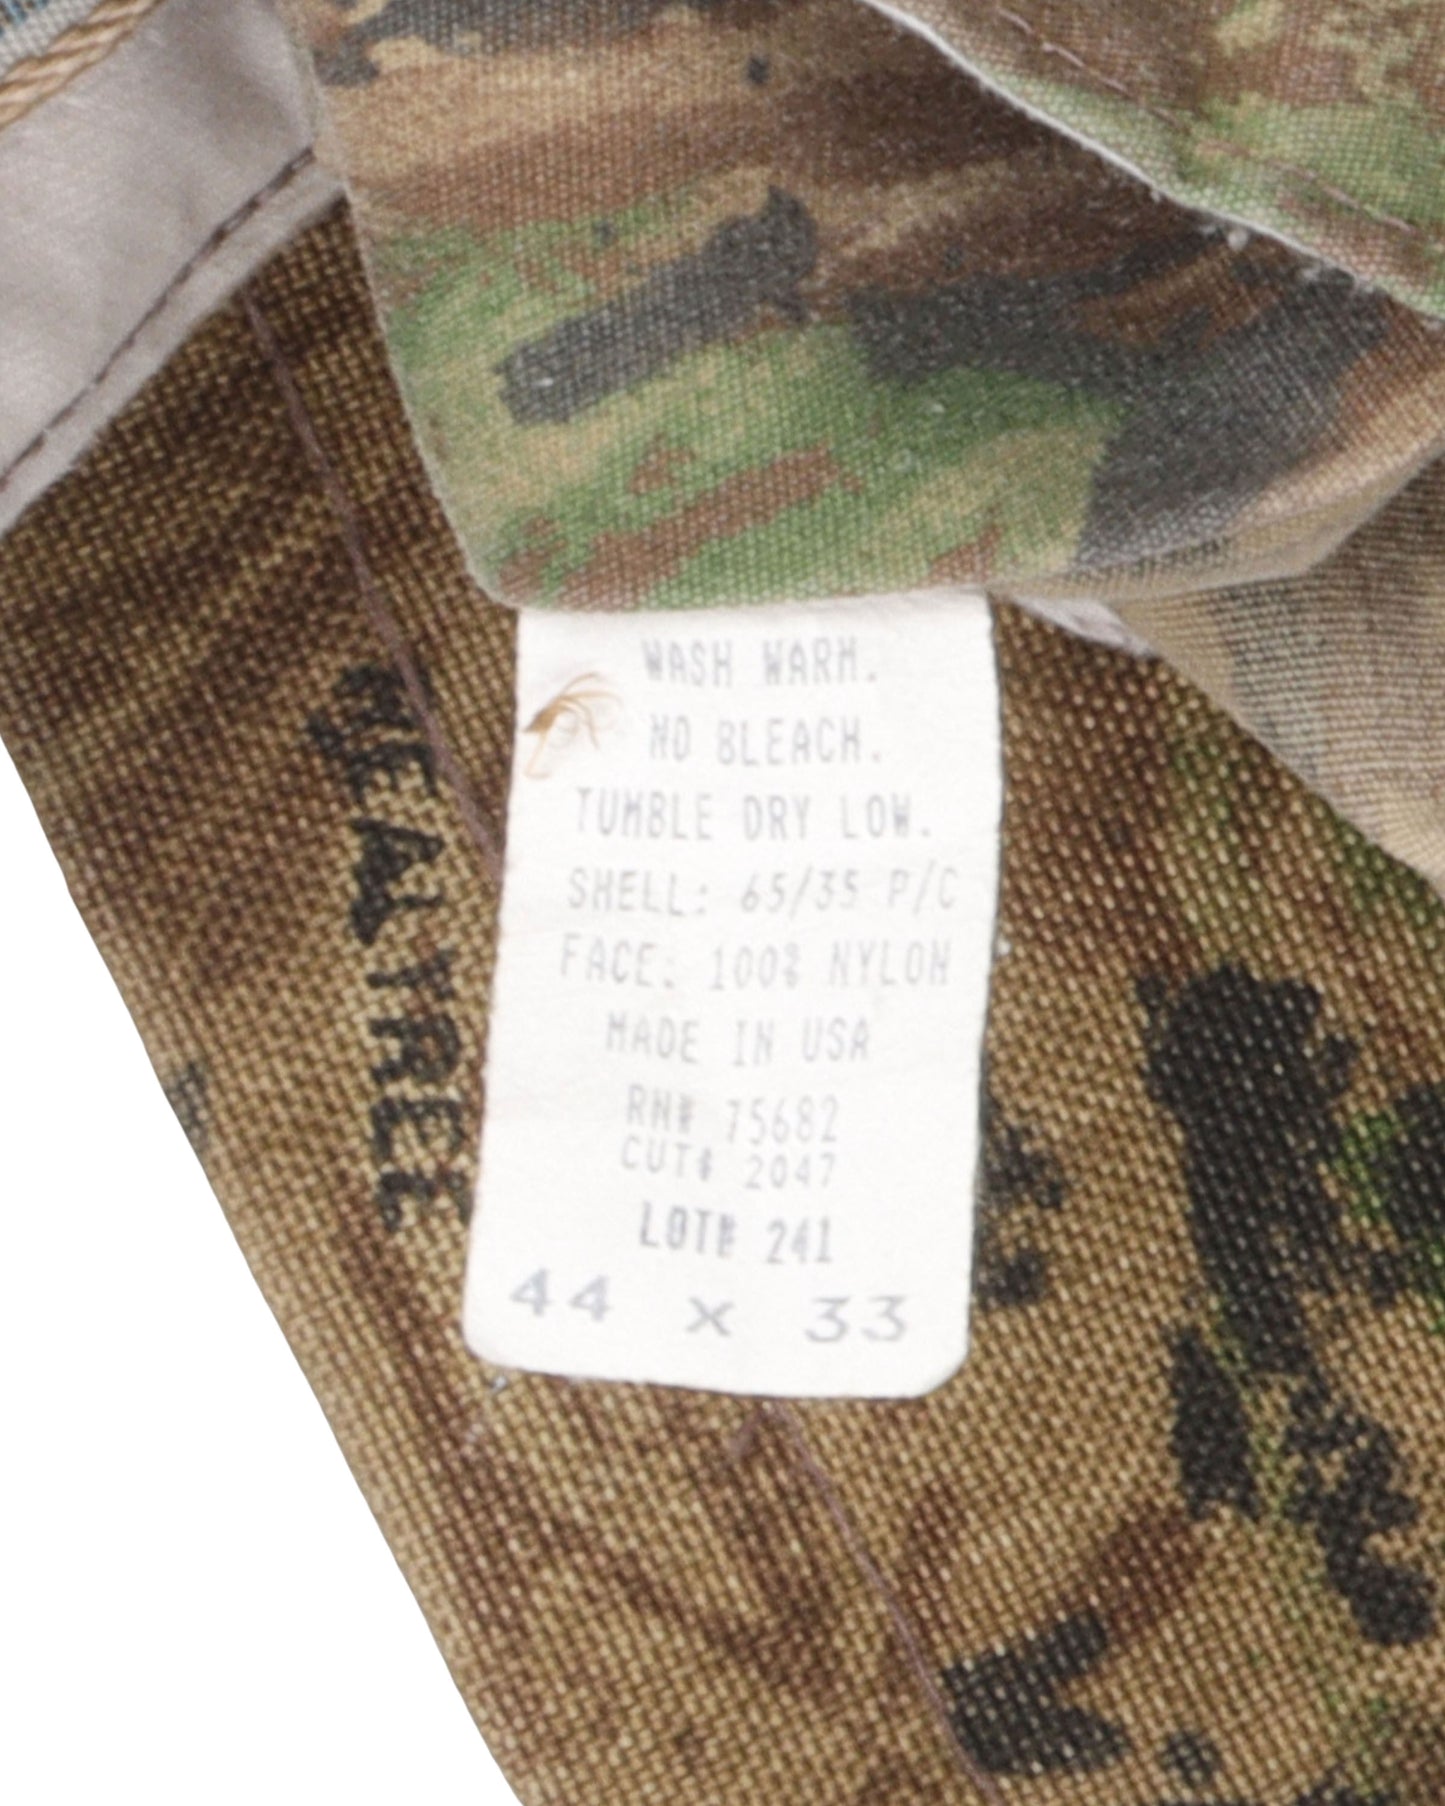 WASH WARM.
NO BLEACH.
TUMBLE DRY LOW.
SHELL: 65/35 P/C
FACE: 100% NYLON
MADE IN USA
RN# 75682
CUT# 2047
LOT# 241
44 x 33